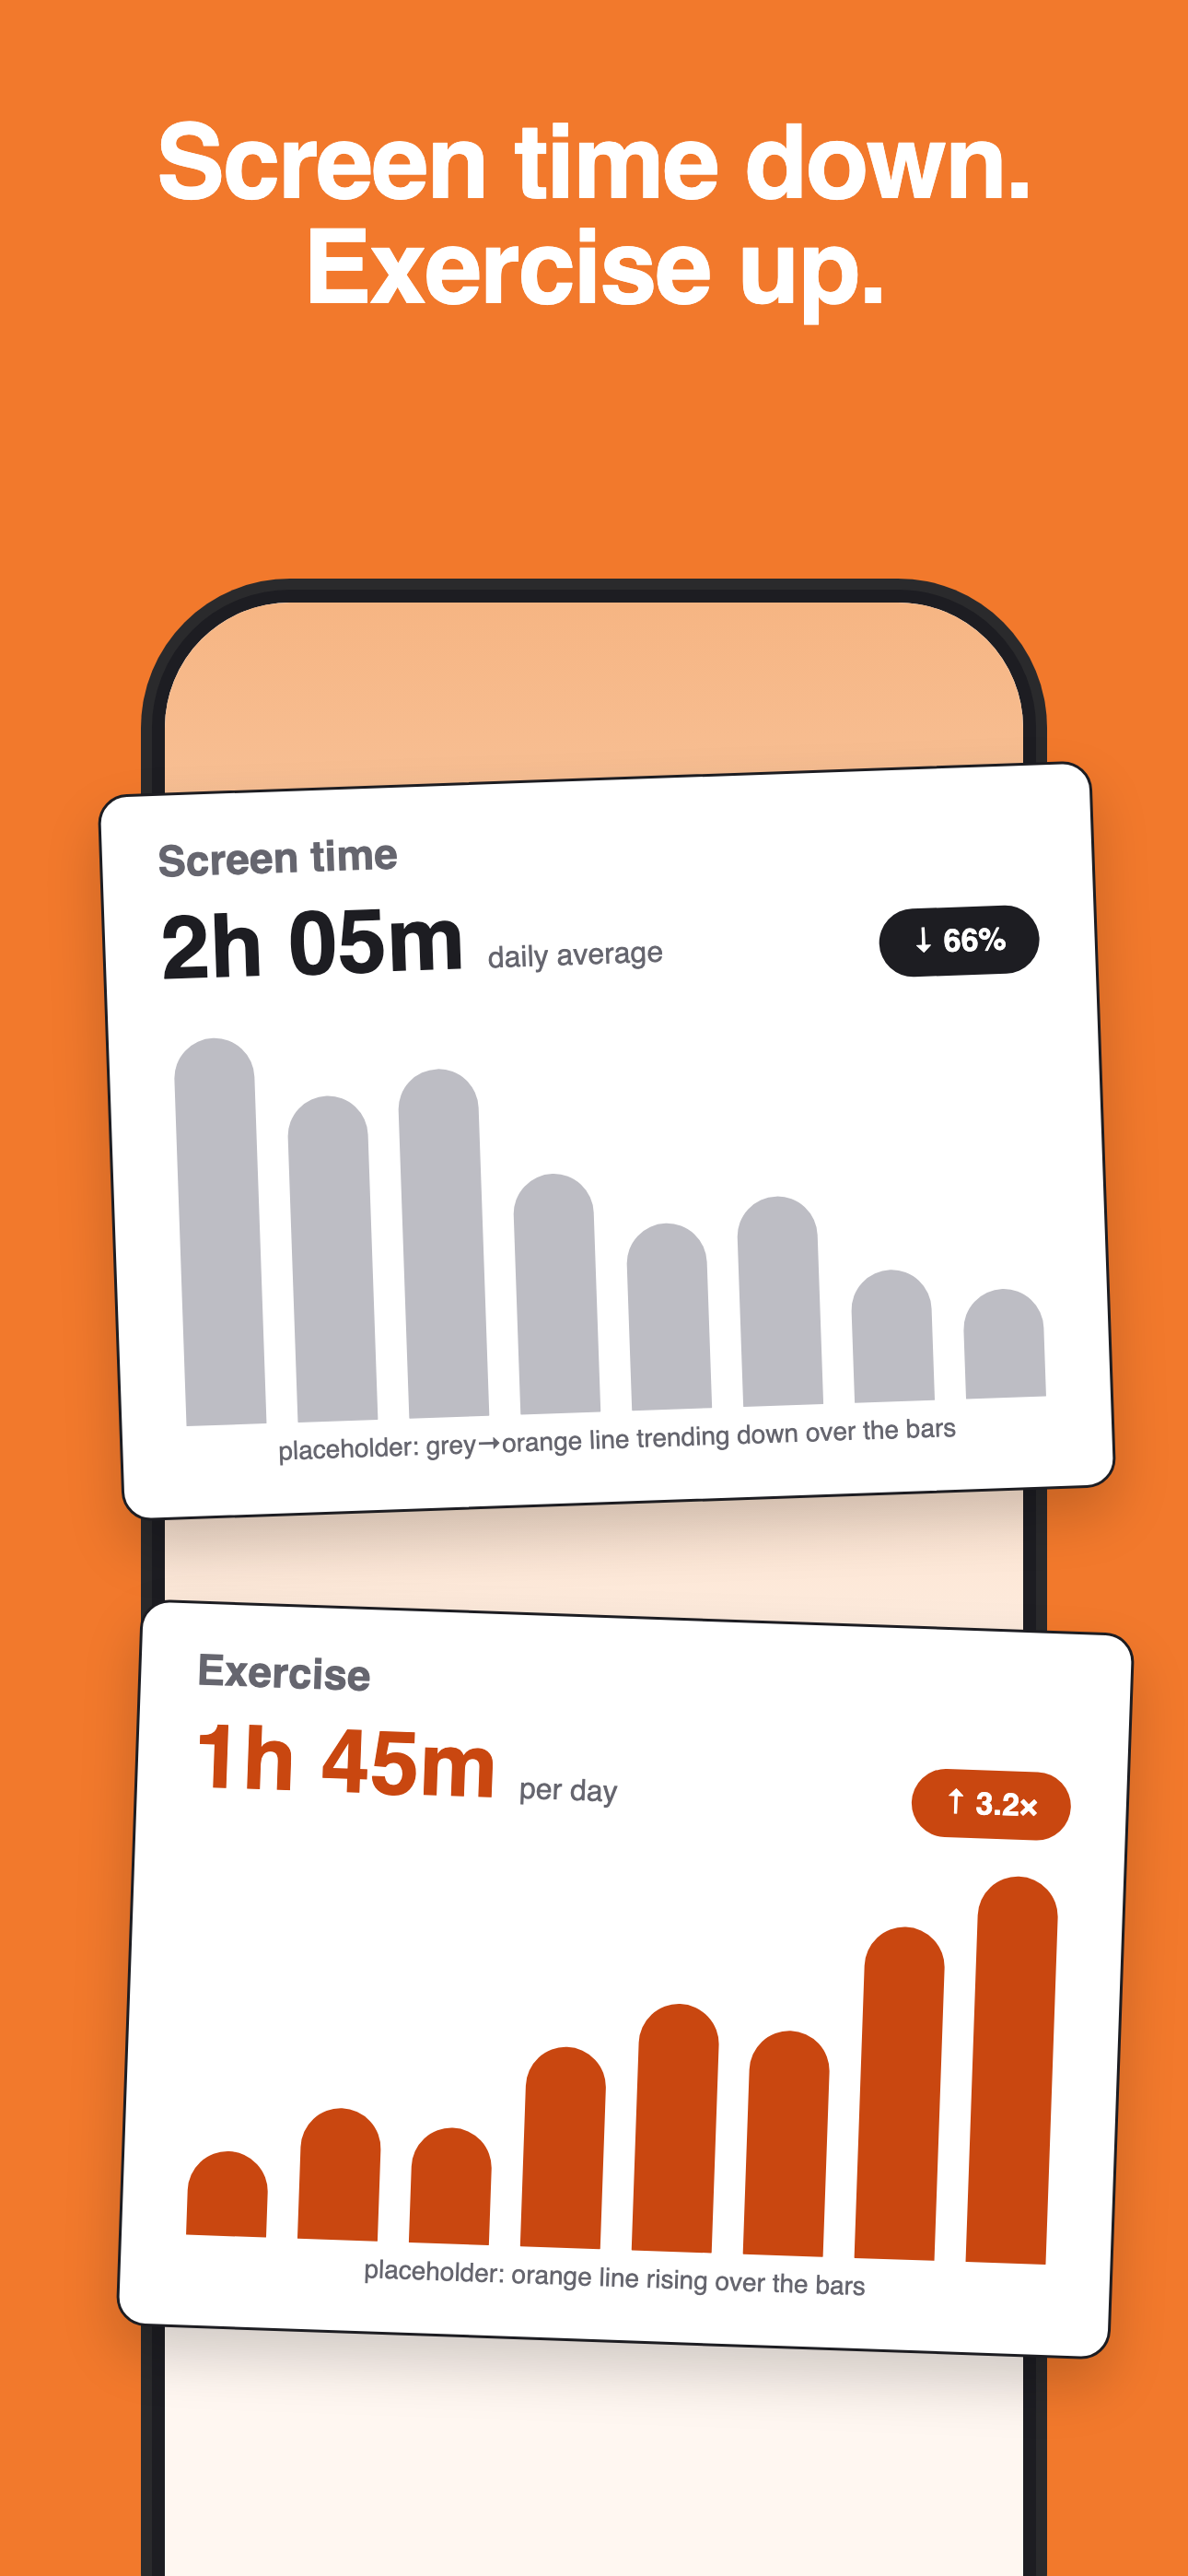 Screen time down.
Exercise up.
Screen time
2h 05m daily average
↓ 66%
placeholder: grey→orange line trending down over the bars
Exercise
1h 45m per day
↑ 3.2×
placeholder: orange line rising over the bars